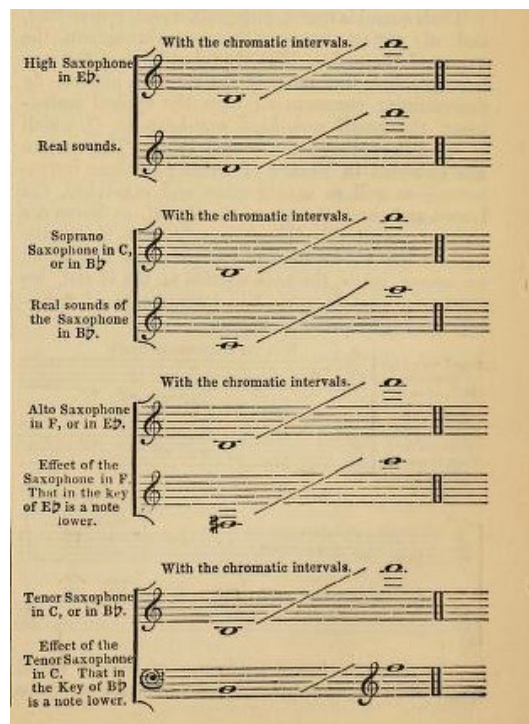 With the chromatic intervals.
High Saxophone
in E♭.
Real sounds.
With the chromatic intervals.
Soprano
Saxophone in C,
or in B♭
Real sounds of
the Saxophone
in B♭.
With the chromatic intervals.
Alto Saxophone
in F, or in E♭.
Effect of the
Saxophone in F.
That in the key
of E♭ is a note
lower.
With the chromatic intervals.
Tenor Saxophone
in C, or in B♭.
Effect of the
Tenor Saxophone
in C. That in
the Key of B♭
is a note lower.